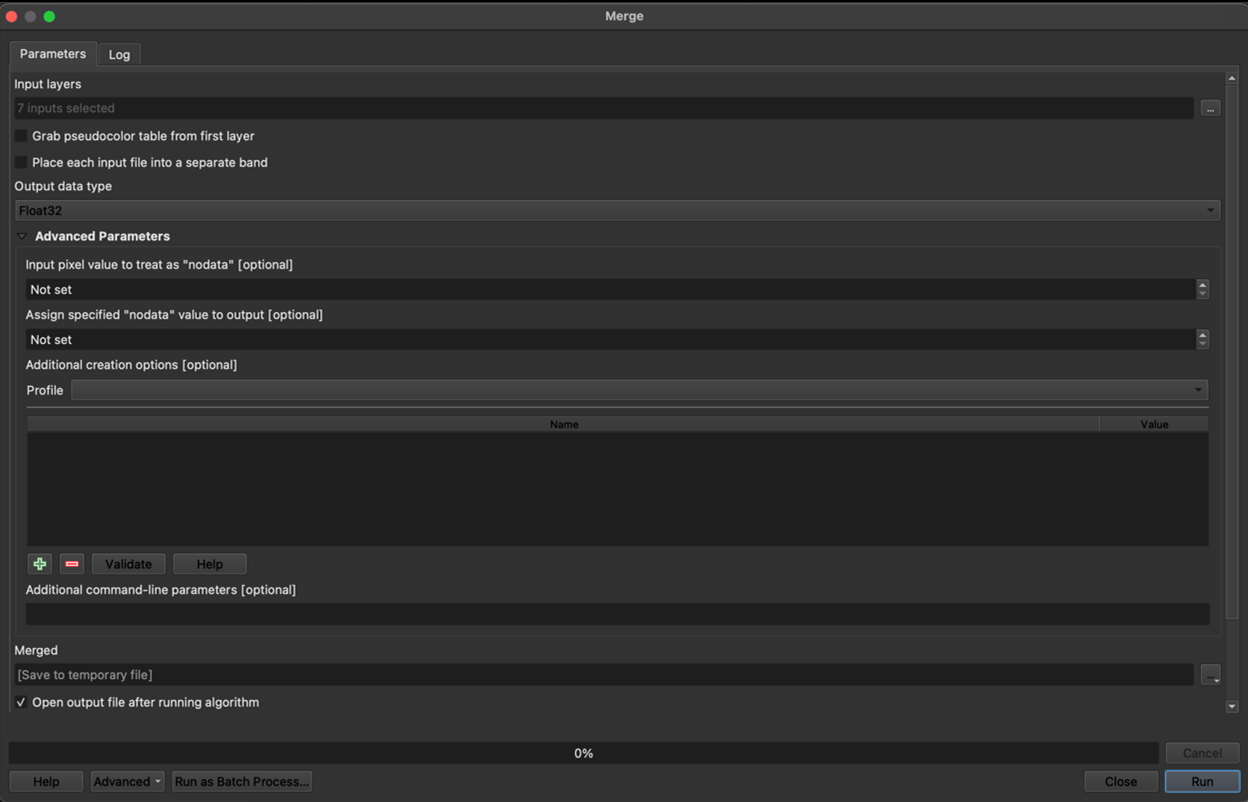 Merge
Parameters Log
Input layers
7 inputs selected
...
Grab pseudocolor table from first layer
Place each input file into a separate band
Output data type
Float32
Advanced Parameters
Input pixel value to treat as "nodata" [optional]
Not set
Assign specified "nodata" value to output [optional]
Not set
Additional creation options [optional]
Profile
Name Value
Validate Help
Additional command-line parameters [optional]
Merged
[Save to temporary file]
...
Open output file after running algorithm
0% Cancel
Help Advanced Run as Batch Process... Close Run